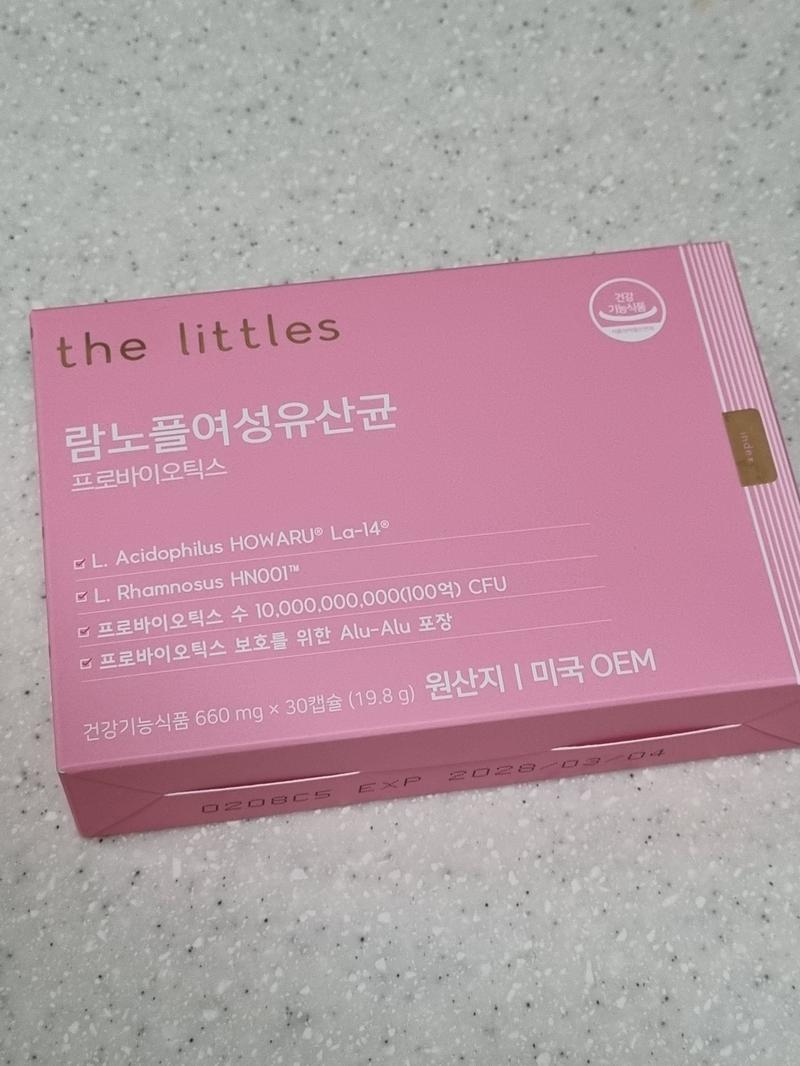 the littles
건강
기능식품
람노플여성유산균
프로바이오틱스
index
L. Acidophilus HOWARU® La-14®
L. Rhamnosus HN001™
프로바이오틱스 수 10,000,000,000(100억) CFU
프로바이오틱스 보호를 위한 Alu-Alu 포장
건강기능식품 660 mg × 30캡슐 (19.8 g) 원산지 | 미국 OEM
0208C5 EXP 2028/03/04